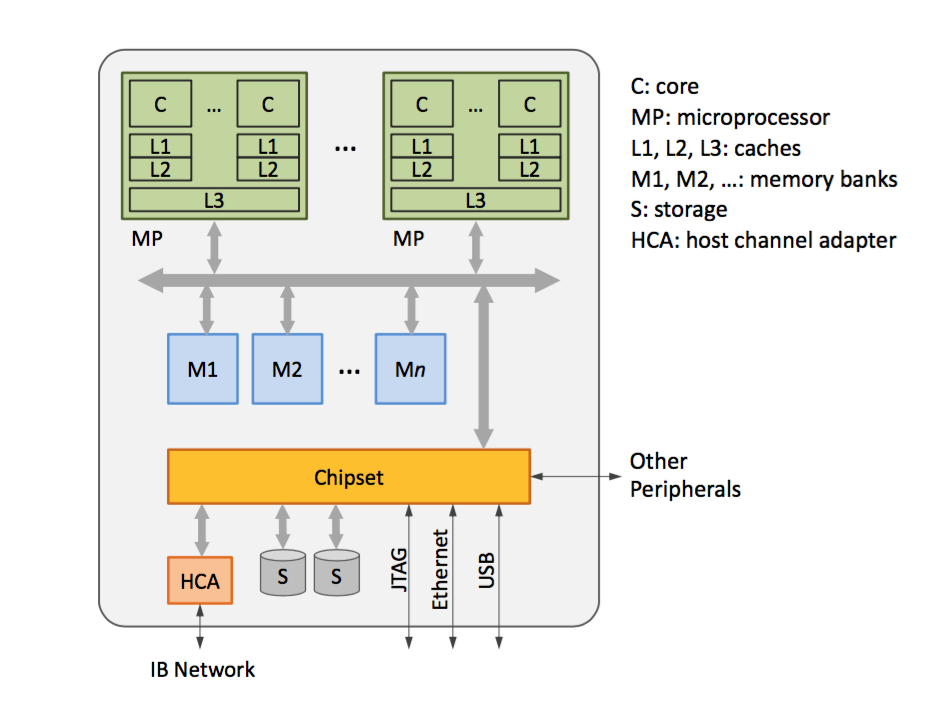 C ... C
L1 L1
L2 L2
L3
MP
...
C ... C
L1 L1
L2 L2
L3
MP
C: core
MP: microprocessor
L1, L2, L3: caches
M1, M2, ...: memory banks
S: storage
HCA: host channel adapter
M1 M2 ... Mn
Chipset
Other
Peripherals
HCA
S S
JTAG
Ethernet
USB
IB Network